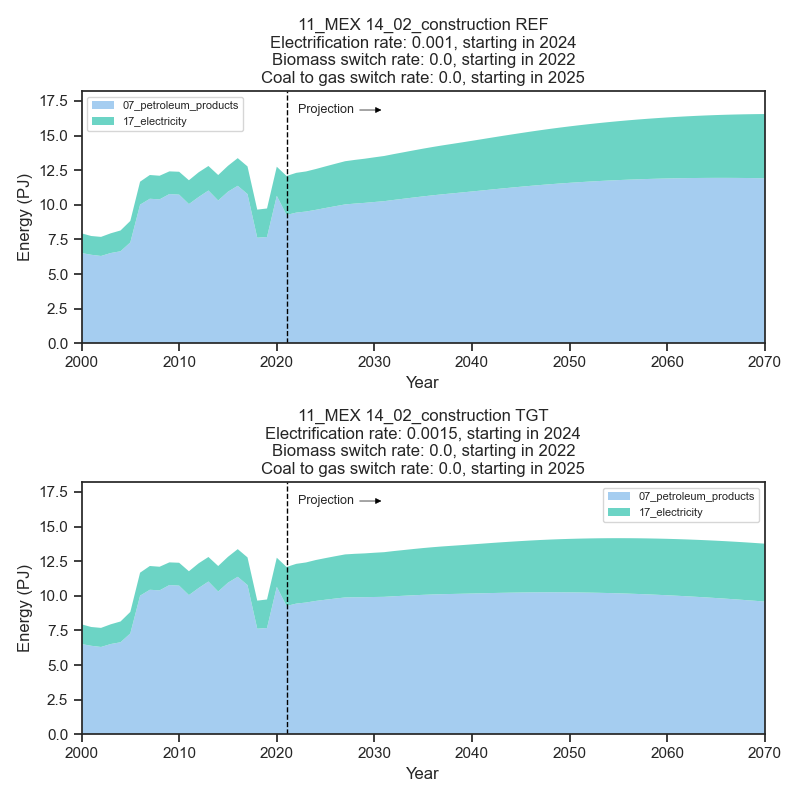 11_MEX 14_02_construction REF
Electrification rate: 0.001, starting in 2024
Biomass switch rate: 0.0, starting in 2022
Coal to gas switch rate: 0.0, starting in 2025
17.5
15.0
12.5
10.0
7.5
5.0
2.5
0.0
Energy (PJ)
07_petroleum_products
17_electricity
Projection
2000 2010 2020 2030 2040 2050 2060 2070
Year
11_MEX 14_02_construction TGT
Electrification rate: 0.0015, starting in 2024
Biomass switch rate: 0.0, starting in 2022
Coal to gas switch rate: 0.0, starting in 2025
17.5
15.0
12.5
10.0
7.5
5.0
2.5
0.0
Energy (PJ)
Projection
07_petroleum_products
17_electricity
2000 2010 2020 2030 2040 2050 2060 2070
Year